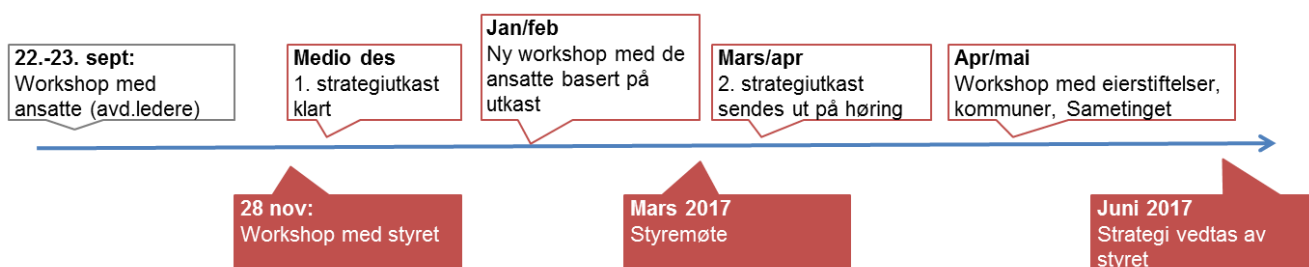 22.-23. sept:
Workshop med
ansatte (avd.ledere)
Medio des
1. strategiutkast
klart
Jan/feb
Ny workshop med de
ansatte basert på
utkast
Mars/apr
2. strategiutkast
sendes ut på høring
Apr/mai
Workshop med eierstiftelser,
kommuner, Sametinget
28 nov:
Workshop med styret
Mars 2017
Styremøte
Juni 2017
Strategi vedtas av
styret